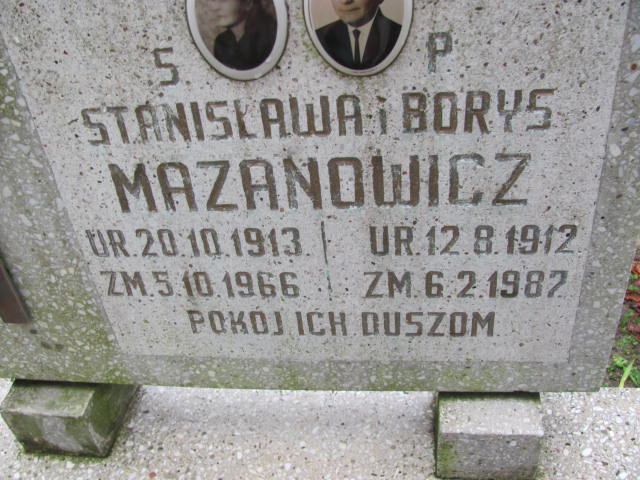 S P
STANISŁAWA i BORYS
MAZANOWICZ
UR.20.10.1913. UR.12.8.1912
ZM.5.10.1966 ZM.6.2.1987
POKÓJ ICH DUSZOM